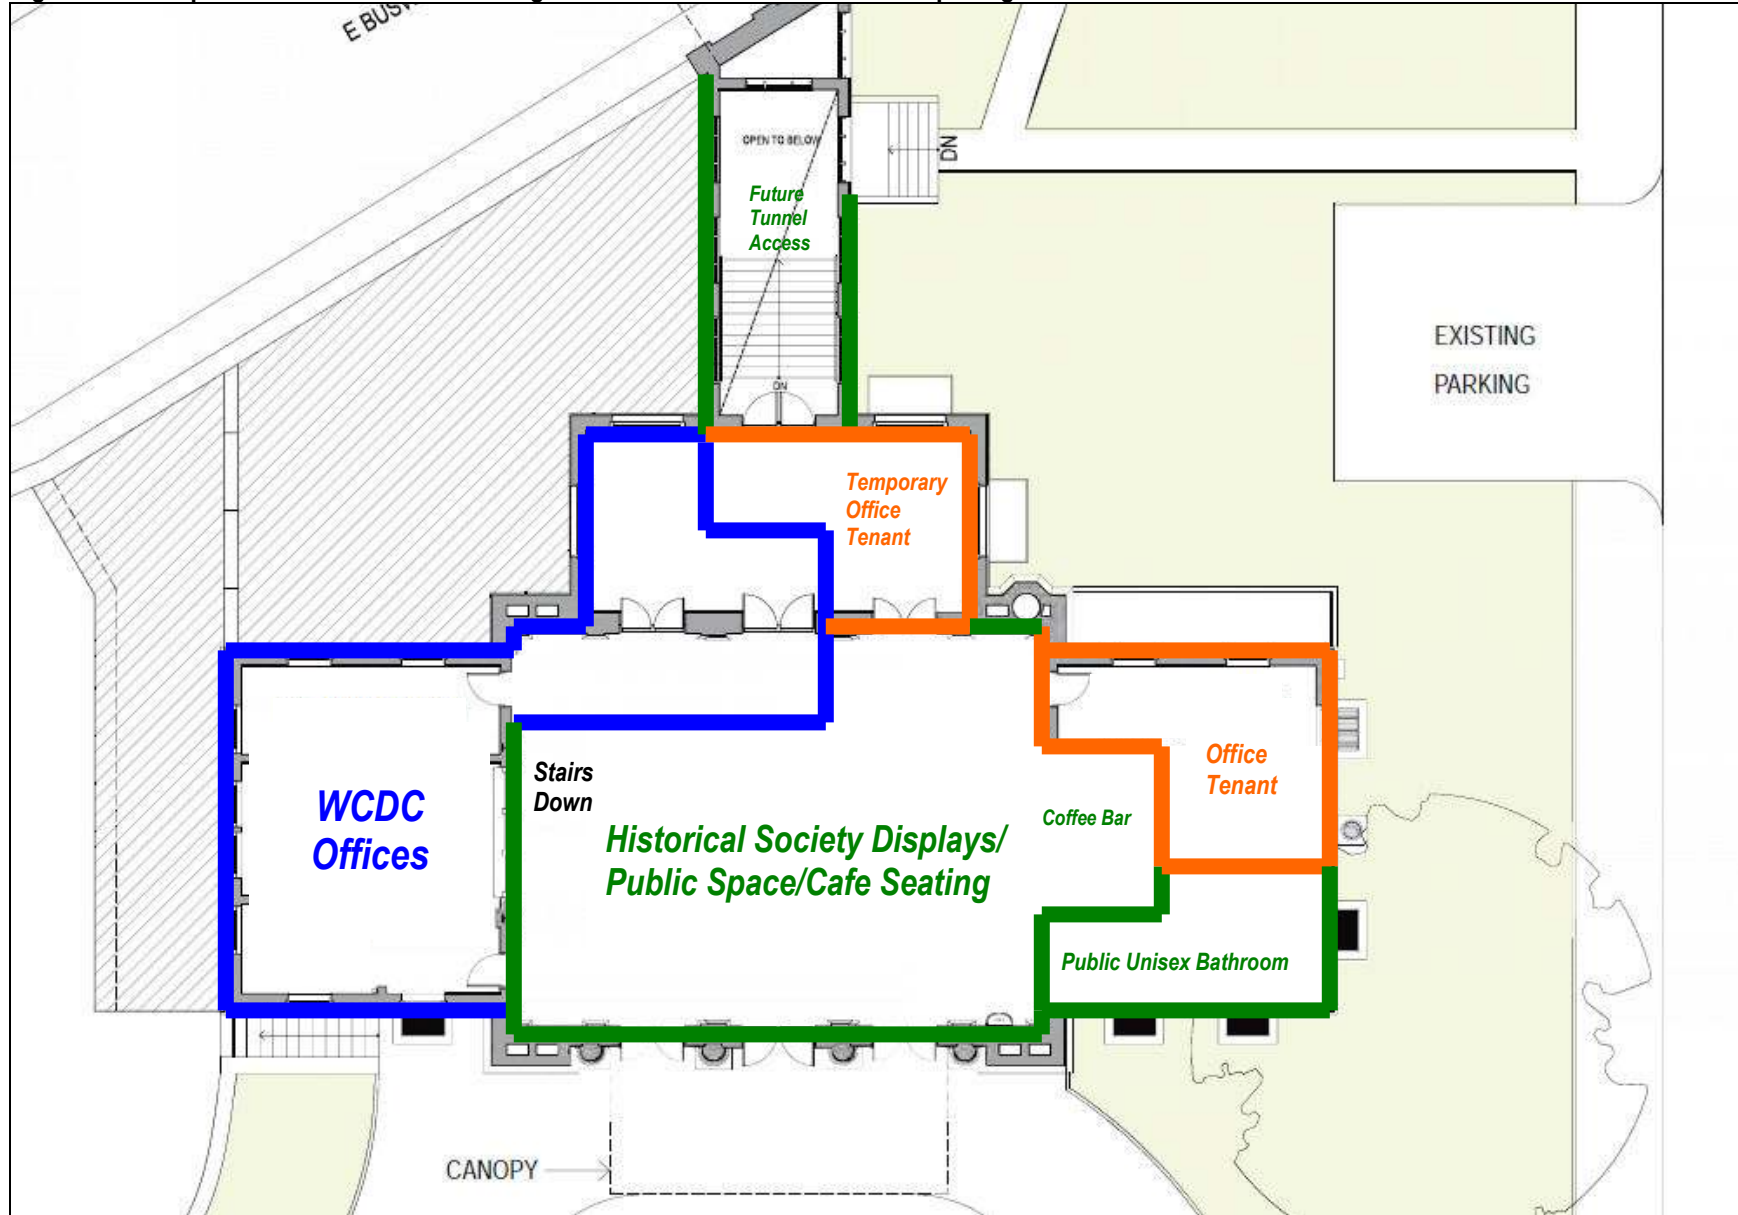 E BUSW
OPEN TO BELOW
DN
Future
Tunnel
Access
EXISTING
PARKING
DN
Temporary
Office
Tenant
Stairs
Down
Office
Tenant
WCDC
Offices
Coffee Bar
Historical Society Displays/
Public Space/Cafe Seating
Public Unisex Bathroom
CANOPY